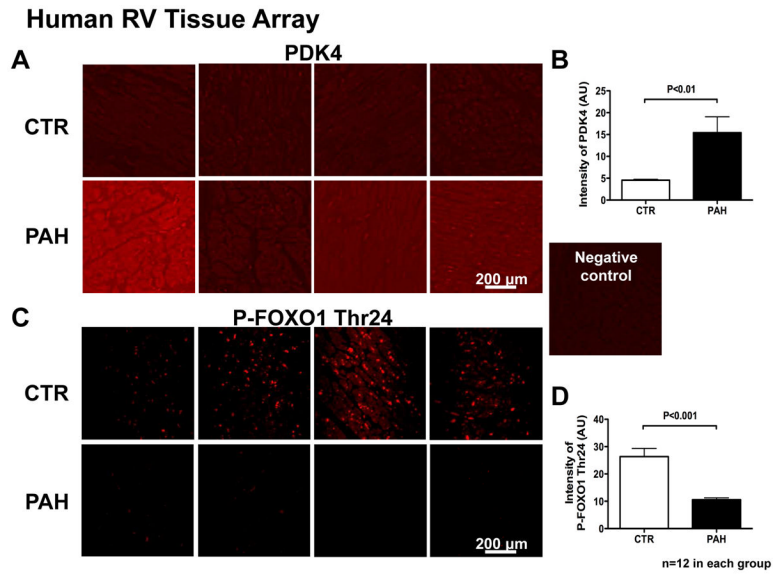 Human RV Tissue Array
A
PDK4
CTR
PAH
200 µm
B
Intensity of PDK4 (AU)
25
20
15
10
5
0
P<0.01
CTR
PAH
Negative
control
C
P-FOXO1 Thr24
CTR
PAH
200 µm
D
Intensity of
P-FOXO1 Thr24 (AU)
40
30
20
10
0
P<0.001
CTR
PAH
n=12 in each group